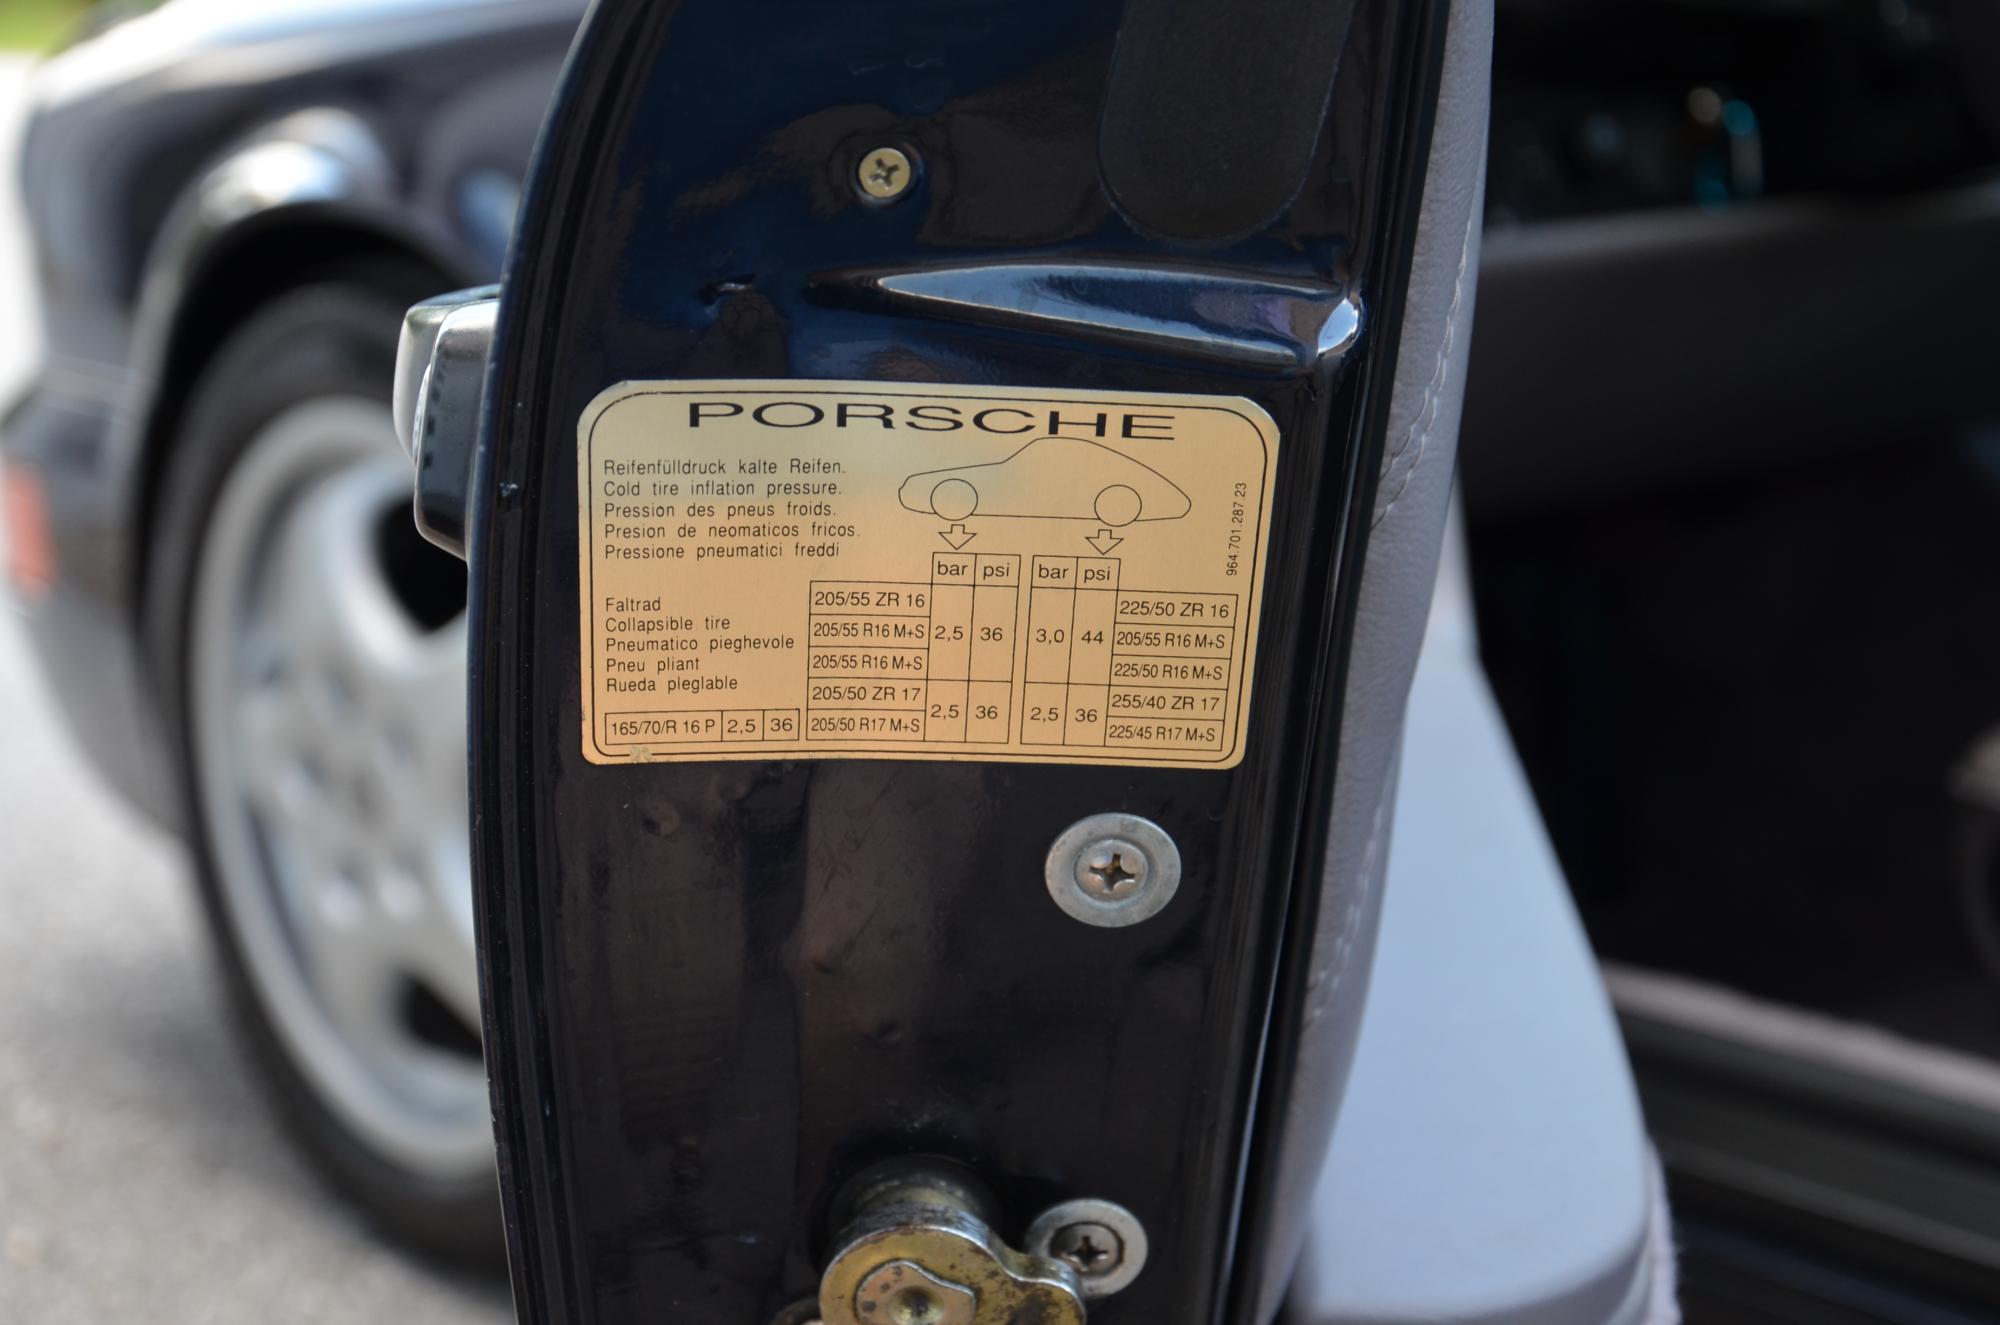 PORSCHE
Reifenfülldruck kalte Reifen.
Cold tire inflation pressure.
Pression des pneus froids.
Presion de neomaticos fricos.
Pressione pneumatici freddi
964.701.287.23
bar psi bar psi
Faltrad
Collapsible tire
Pneumatico pieghevole
Pneu pliant
Rueda pleglable
165/70/R 16 P 2,5 36
205/55 ZR 16 225/50 ZR 16
205/55 R16 M+S 2,5 36 3,0 44 205/55 R16 M+S
205/55 R16 M+S 225/50 R16 M+S
205/50 ZR 17 2,5 36 2,5 36 255/40 ZR 17
205/50 R17 M+S 225/45 R17 M+S